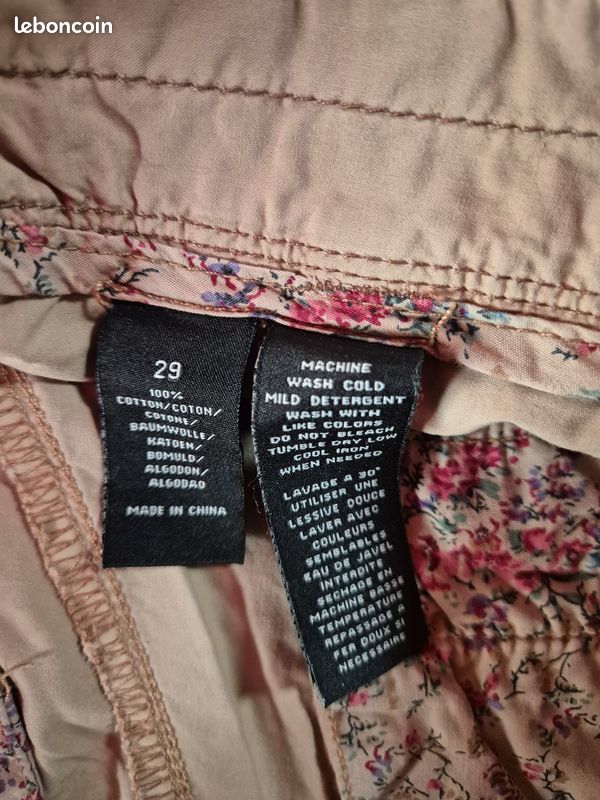 leboncoin
29
100%
COTTON/COTON/
COTONE/
BAUMWOLLE/
KATOEN/
BOMULD/
ALGODON/
ALGODAO
MADE IN CHINA
MACHINE
WASH COLD
MILD DETERGENT
WASH WITH
LIKE COLORS
DO NOT BLEACH
TUMBLE DRY LOW
COOL IRON
WHEN NEEDED
LAVAGE A 30°
UTILISER UNE
LESSIVE DOUCE
LAVER AVEC
COULEURS
SEMBLABLES
EAU DE JAVEL
INTERDITE
SECHAGE EN
MACHINE BASSE
TEMPERATURE
REPASSAGE A
FER DOUX SI
NECESSAIRE